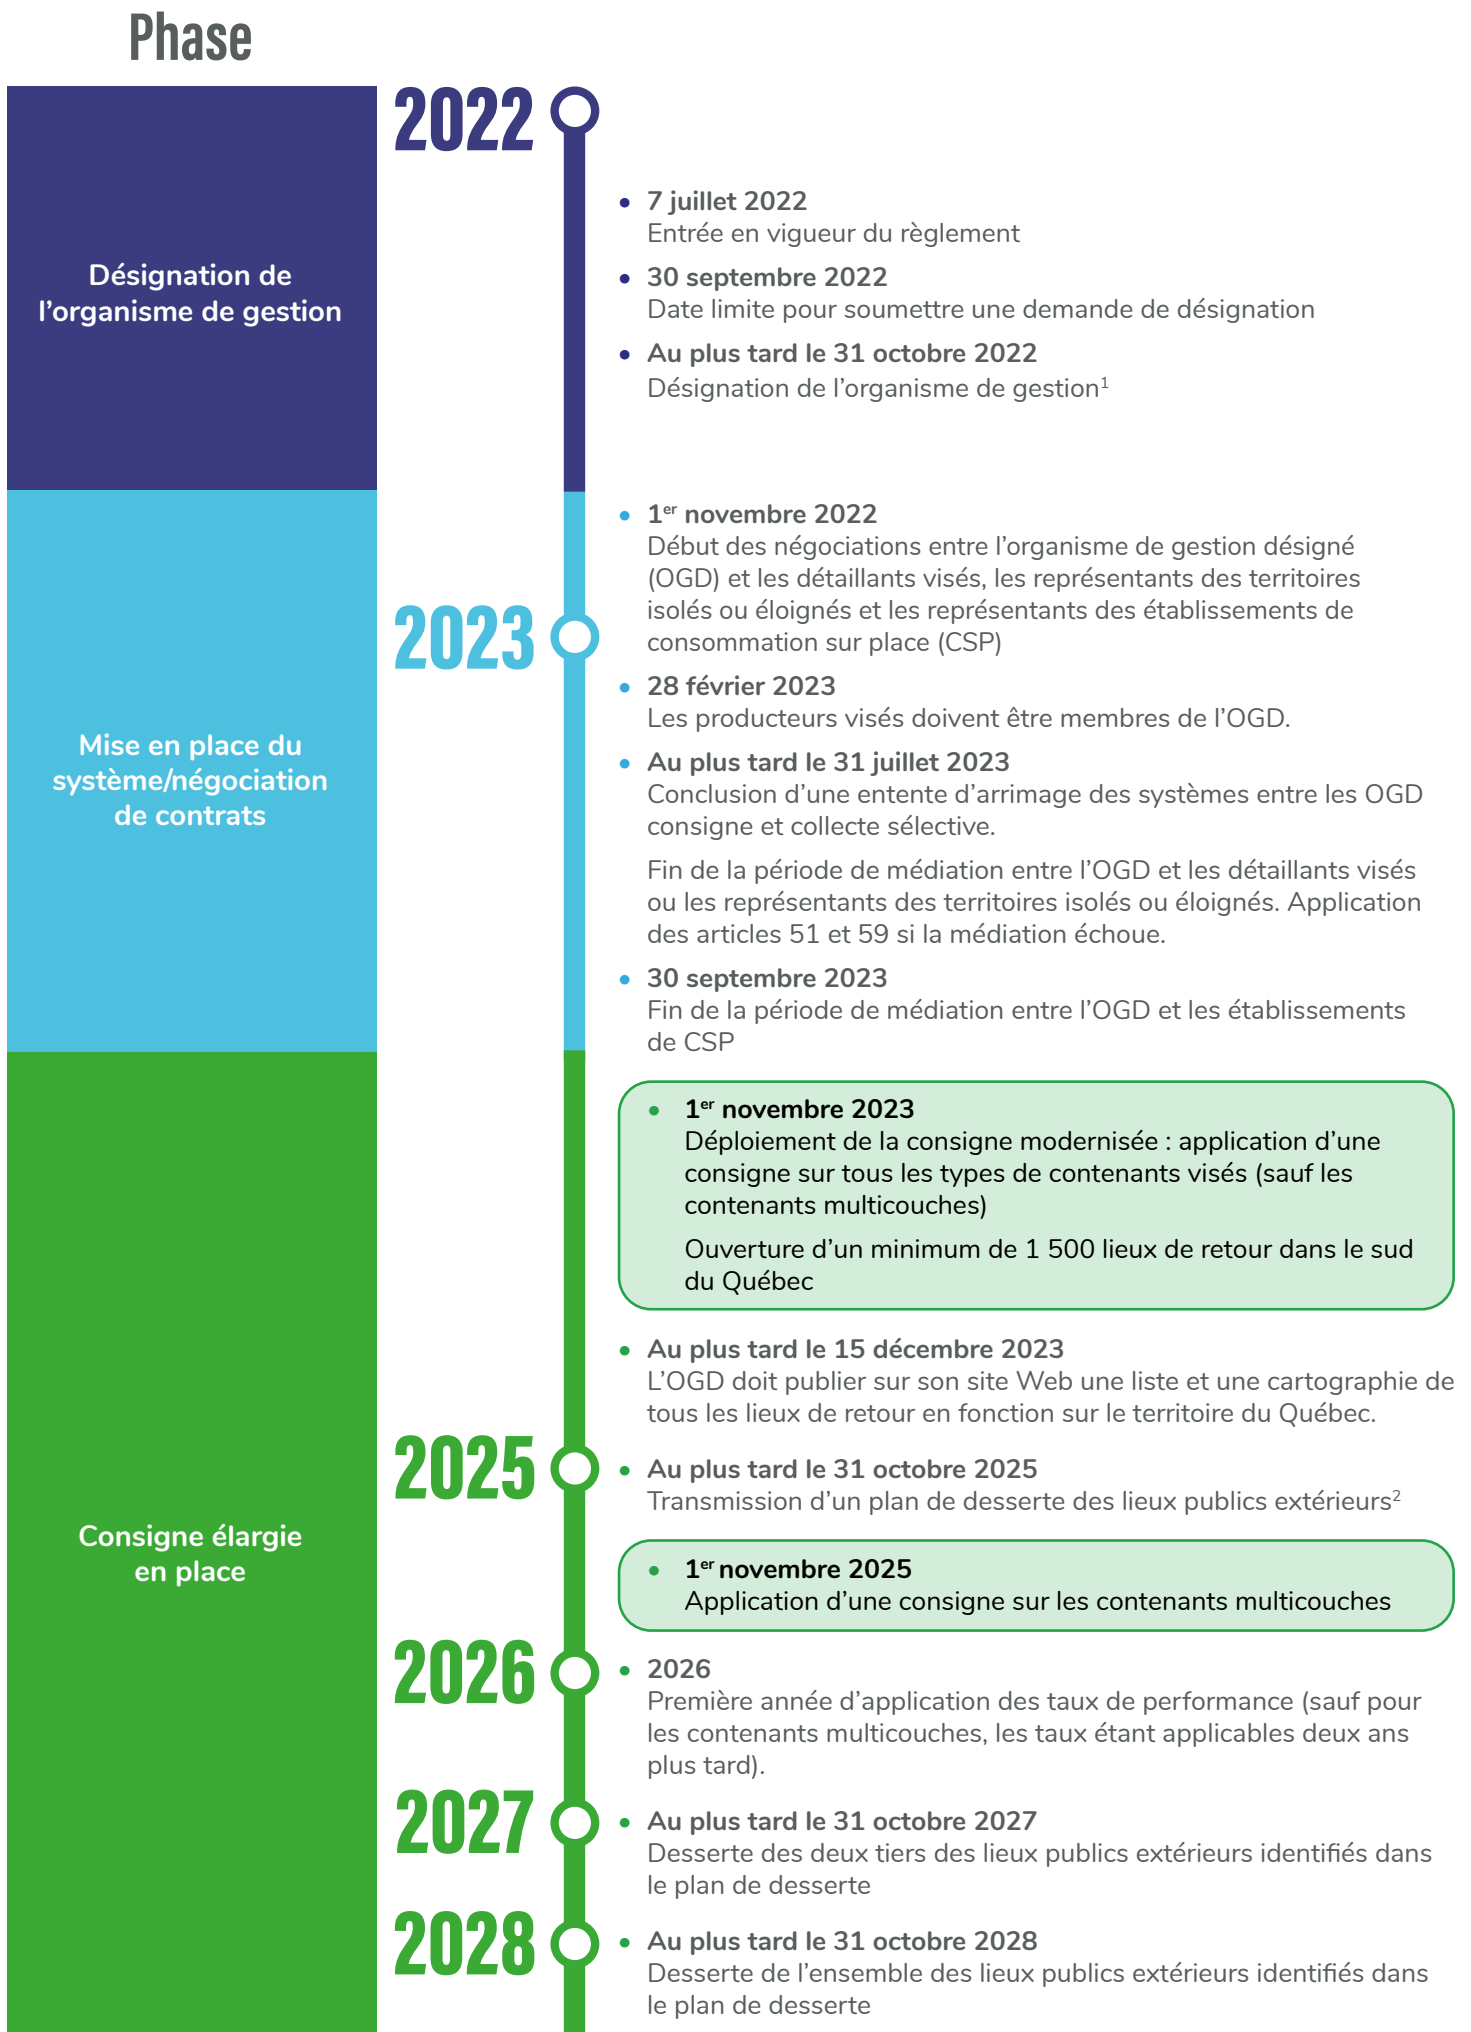 Phase
Désignation de
l’organisme de gestion
2022
• 7 juillet 2022
Entrée en vigueur du règlement
• 30 septembre 2022
Date limite pour soumettre une demande de désignation
• Au plus tard le 31 octobre 2022
Désignation de l’organisme de gestion¹
Mise en place du
système/négociation
de contrats
• 1er novembre 2022
Début des négociations entre l’organisme de gestion désigné
(OGD) et les détaillants visés, les représentants des territoires
isolés ou éloignés et les représentants des établissements de
consommation sur place (CSP)
2023
• 28 février 2023
Les producteurs visés doivent être membres de l’OGD.
• Au plus tard le 31 juillet 2023
Conclusion d’une entente d’arrimage des systèmes entre les OGD
consigne et collecte sélective.
Fin de la période de médiation entre l’OGD et les détaillants visés
ou les représentants des territoires isolés ou éloignés. Application
des articles 51 et 59 si la médiation échoue.
• 30 septembre 2023
Fin de la période de médiation entre l’OGD et les établissements
de CSP
Consigne élargie
en place
• 1er novembre 2023
Déploiement de la consigne modernisée : application d’une
consigne sur tous les types de contenants visés (sauf les
contenants multicouches)
Ouverture d’un minimum de 1 500 lieux de retour dans le sud
du Québec
• Au plus tard le 15 décembre 2023
L’OGD doit publier sur son site Web une liste et une cartographie de
tous les lieux de retour en fonction sur le territoire du Québec.
2025
• Au plus tard le 31 octobre 2025
Transmission d’un plan de desserte des lieux publics extérieurs²
• 1er novembre 2025
Application d’une consigne sur les contenants multicouches
2026
• 2026
Première année d’application des taux de performance (sauf pour
les contenants multicouches, les taux étant applicables deux ans
plus tard).
2027
• Au plus tard le 31 octobre 2027
Desserte des deux tiers des lieux publics extérieurs identifiés dans
le plan de desserte
2028
• Au plus tard le 31 octobre 2028
Desserte de l’ensemble des lieux publics extérieurs identifiés dans
le plan de desserte